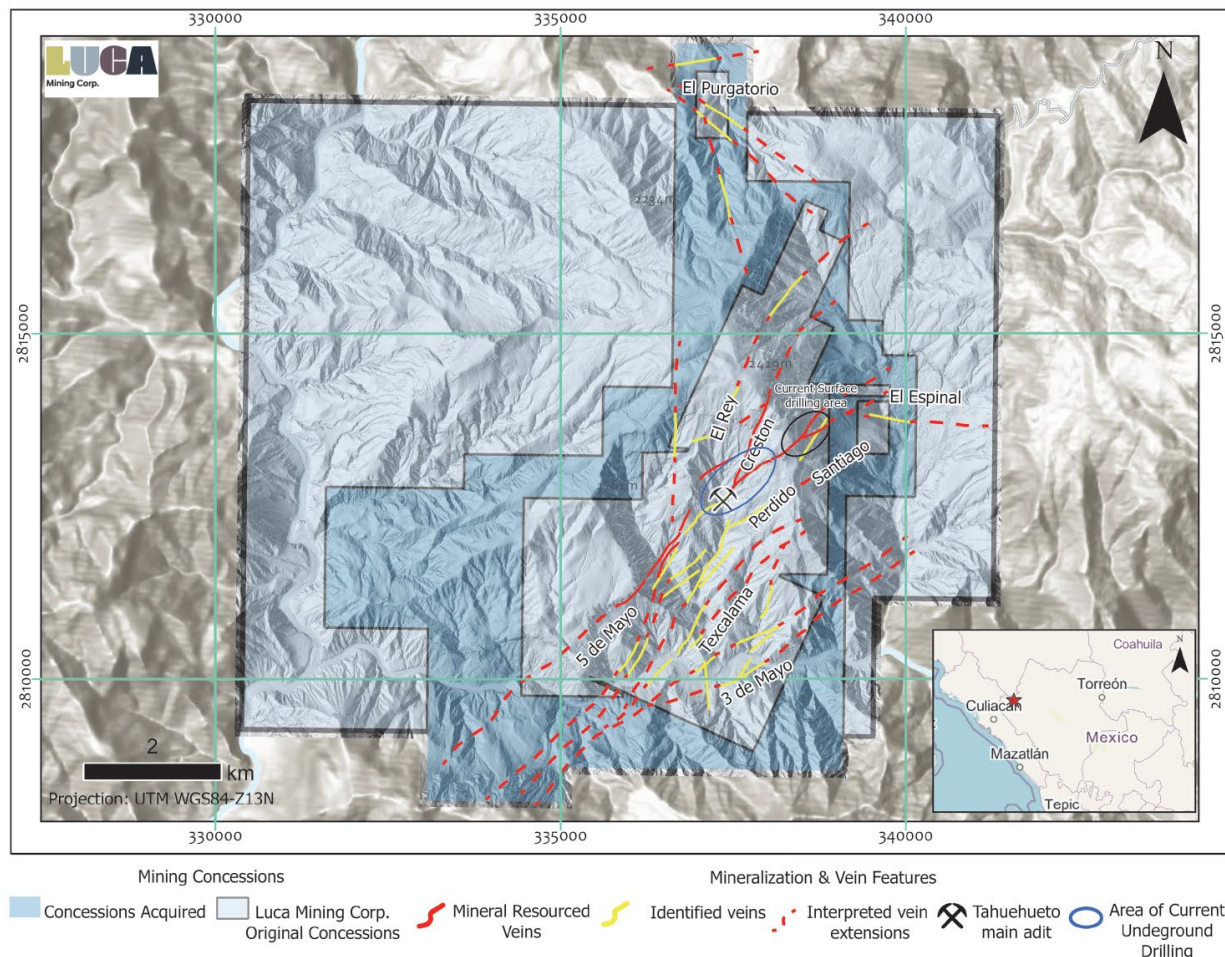 330000
335000
340000
LUCA
Mining Corp.
N
El Purgatorio
2234m
2815000
2815000
2419m
Current Surface
drilling area
El Espinal
El Rey
Creston
Santiago
Perdido
5 de Mayo
Texcalama
3 de Mayo
2810000
2810000
2
km
Projection: UTM WGS84-Z13N
N
Coahuila
Torreón
Culiacán
México
Mazatlán
Tepic
330000
335000
340000
Mining Concessions
Mineralization & Vein Features
Concessions Acquired
Luca Mining Corp.
Original Concessions
Mineral Resourced
Veins
Identified veins
Interpreted vein
extensions
Tahuehueto
main adit
Area of Current
Undeground
Drilling